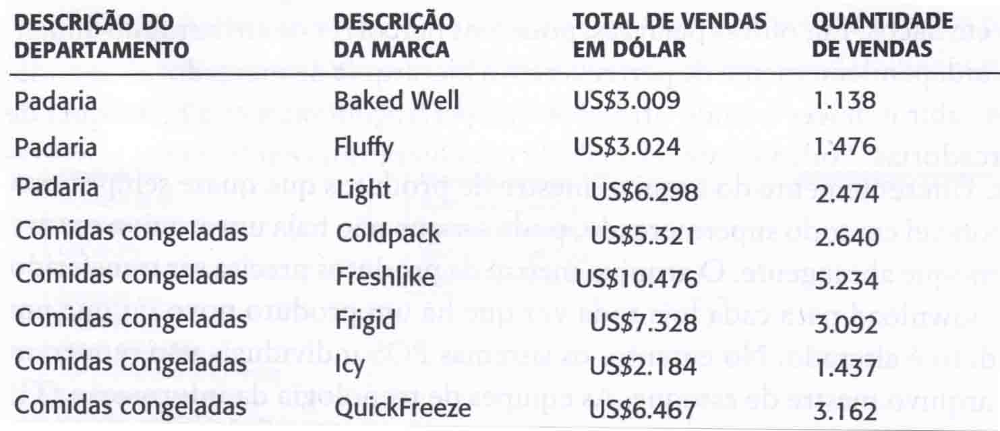 DESCRIÇÃO DO DEPARTAMENTO DESCRIÇÃO DA MARCA TOTAL DE VENDAS EM DÓLAR QUANTIDADE DE VENDAS
Padaria Baked Well US$3.009 1.138
Padaria Fluffy US$3.024 1.476
Padaria Light US$6.298 2.474
Comidas congeladas Coldpack US$5.321 2.640
Comidas congeladas Freshlike US$10.476 5.234
Comidas congeladas Frigid US$7.328 3.092
Comidas congeladas Icy US$2.184 1.437
Comidas congeladas QuickFreeze US$6.467 3.162